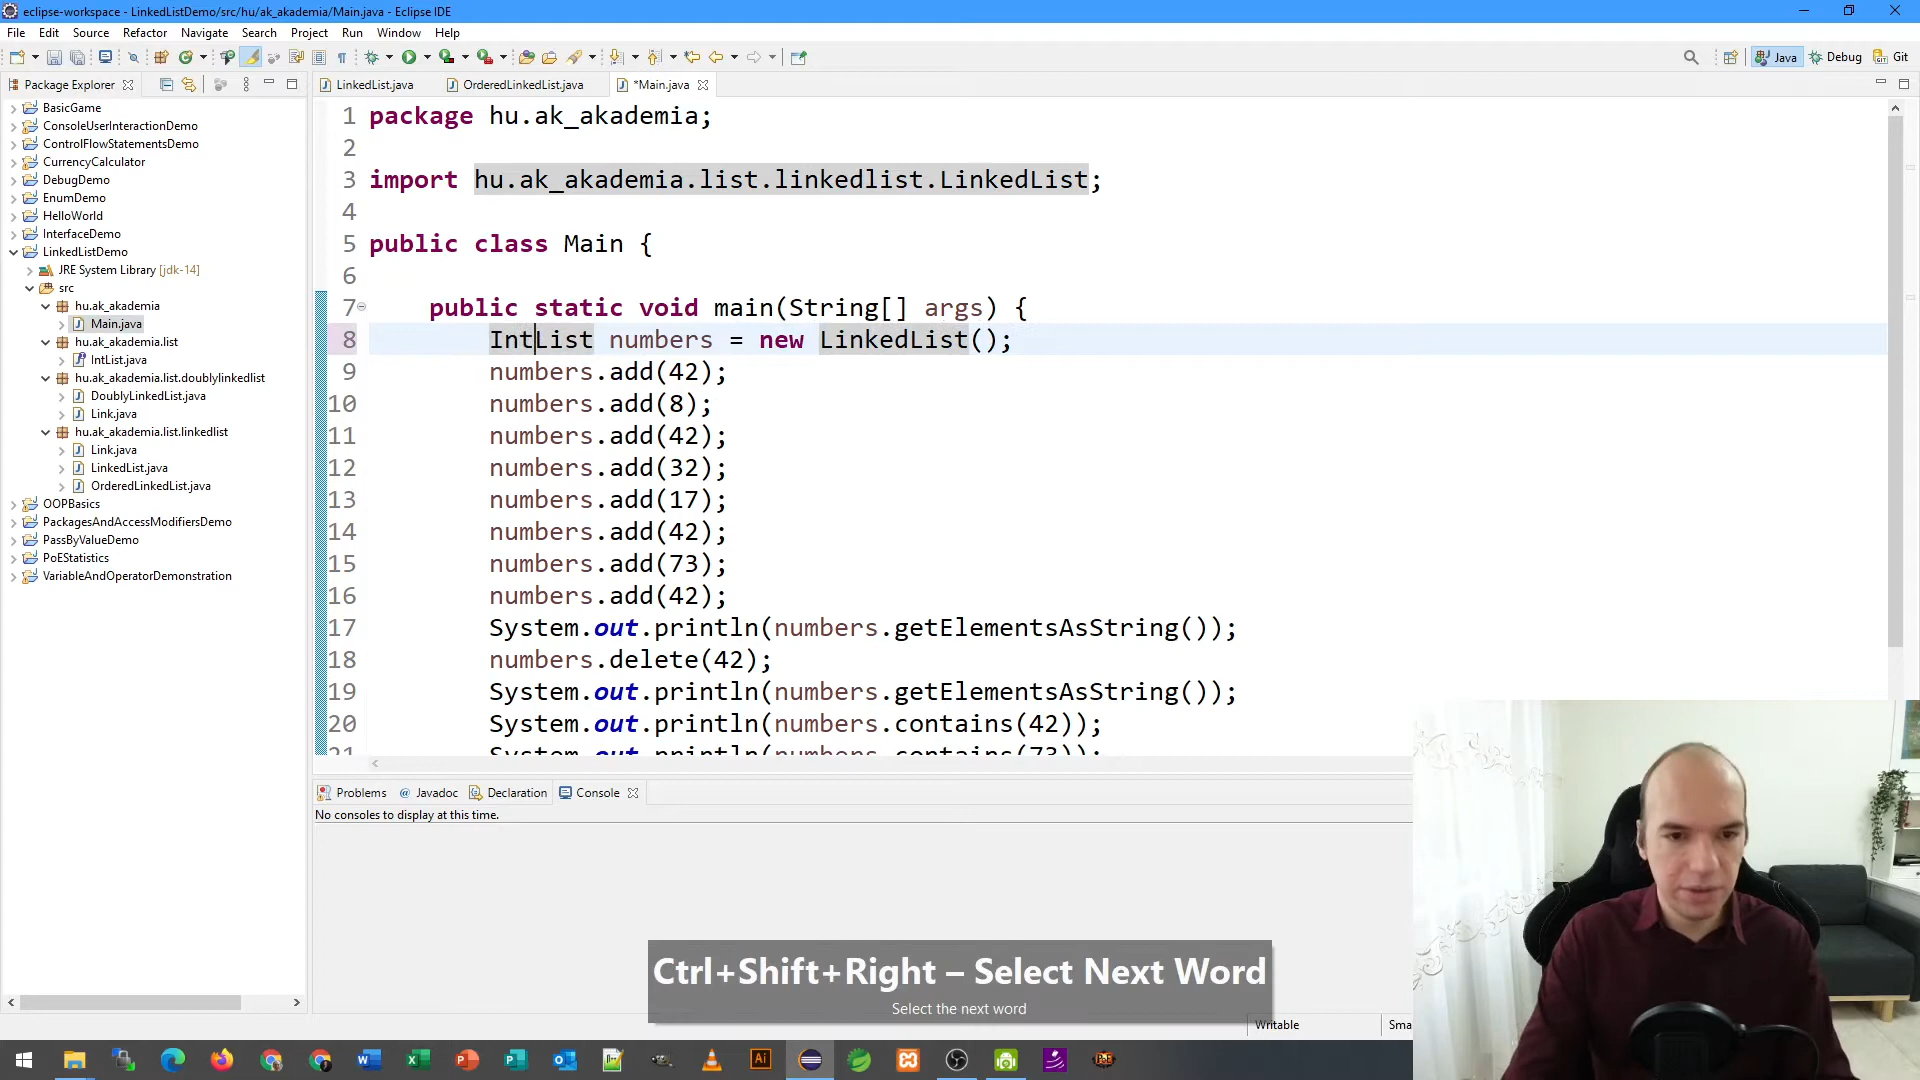 eclipse-workspace - LinkedListDemo/src/hu/ak_akademia/Main.java - Eclipse IDE
File Edit Source Refactor Navigate Search Project Run Window Help
Java Debug Git
Package Explorer
LinkedList.java OrderedLinkedList.java *Main.java
BasicGame
ConsoleUserInteractionDemo
ControlFlowStatementsDemo
CurrencyCalculator
DebugDemo
EnumDemo
HelloWorld
InterfaceDemo
LinkedListDemo
JRE System Library [jdk-14]
src
hu.ak_akademia
Main.java
hu.ak_akademia.list
IntList.java
hu.ak_akademia.list.doublylinkedlist
DoublyLinkedList.java
Link.java
hu.ak_akademia.list.linkedlist
Link.java
LinkedList.java
OrderedLinkedList.java
OOPBasics
PackagesAndAccessModifiersDemo
PassByValueDemo
PoEStatistics
VariableAndOperatorDemonstration
1 package hu.ak_akademia;
2
3 import hu.ak_akademia.list.linkedlist.LinkedList;
4
5 public class Main {
6
7 public static void main(String[] args) {
8 IntList numbers = new LinkedList();
9 numbers.add(42);
10 numbers.add(8);
11 numbers.add(42);
12 numbers.add(32);
13 numbers.add(17);
14 numbers.add(42);
15 numbers.add(73);
16 numbers.add(42);
17 System.out.println(numbers.getElementsAsString());
18 numbers.delete(42);
19 System.out.println(numbers.getElementsAsString());
20 System.out.println(numbers.contains(42));
21 System.out.println(numbers.contains(73));
Problems Javadoc Declaration Console
No consoles to display at this time.
Ctrl+Shift+Right – Select Next Word
Select the next word
Writable Sma